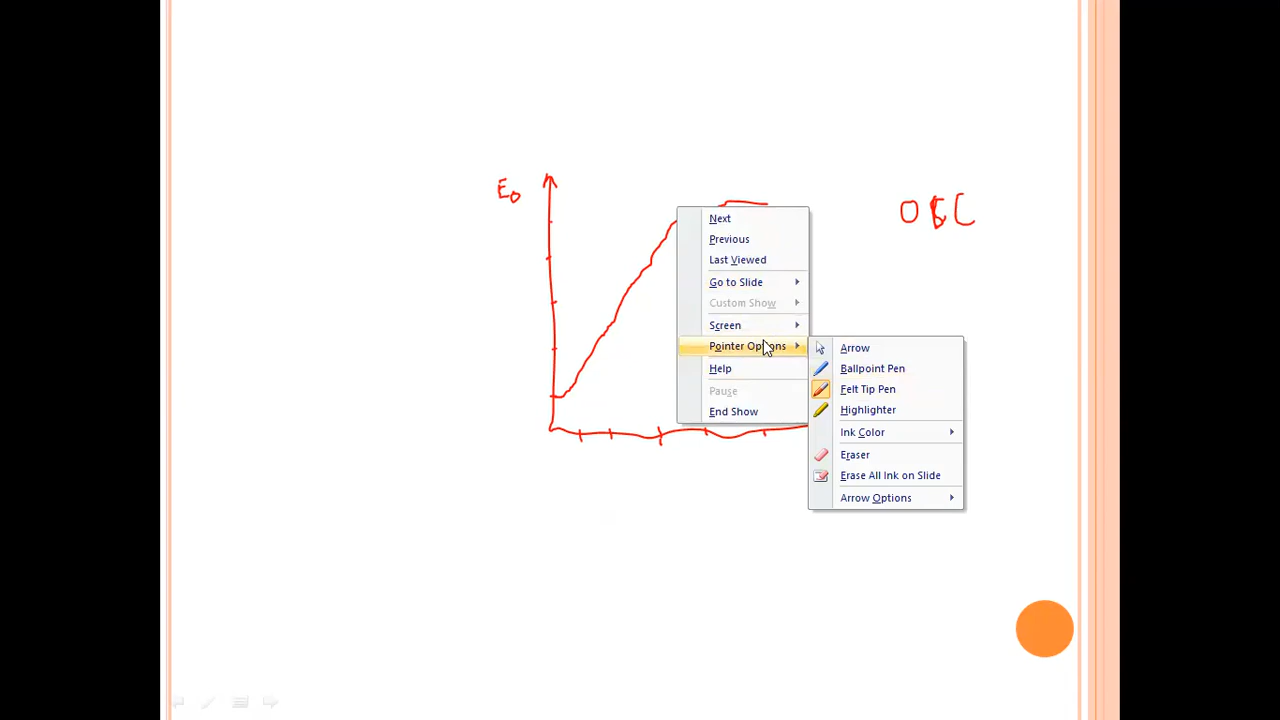 E0
OCC
Next
Previous
Last Viewed
Go to Slide
Custom Show
Screen
Pointer Options
Help
Pause
End Show
Arrow
Ballpoint Pen
Felt Tip Pen
Highlighter
Ink Color
Eraser
Erase All Ink on Slide
Arrow Options